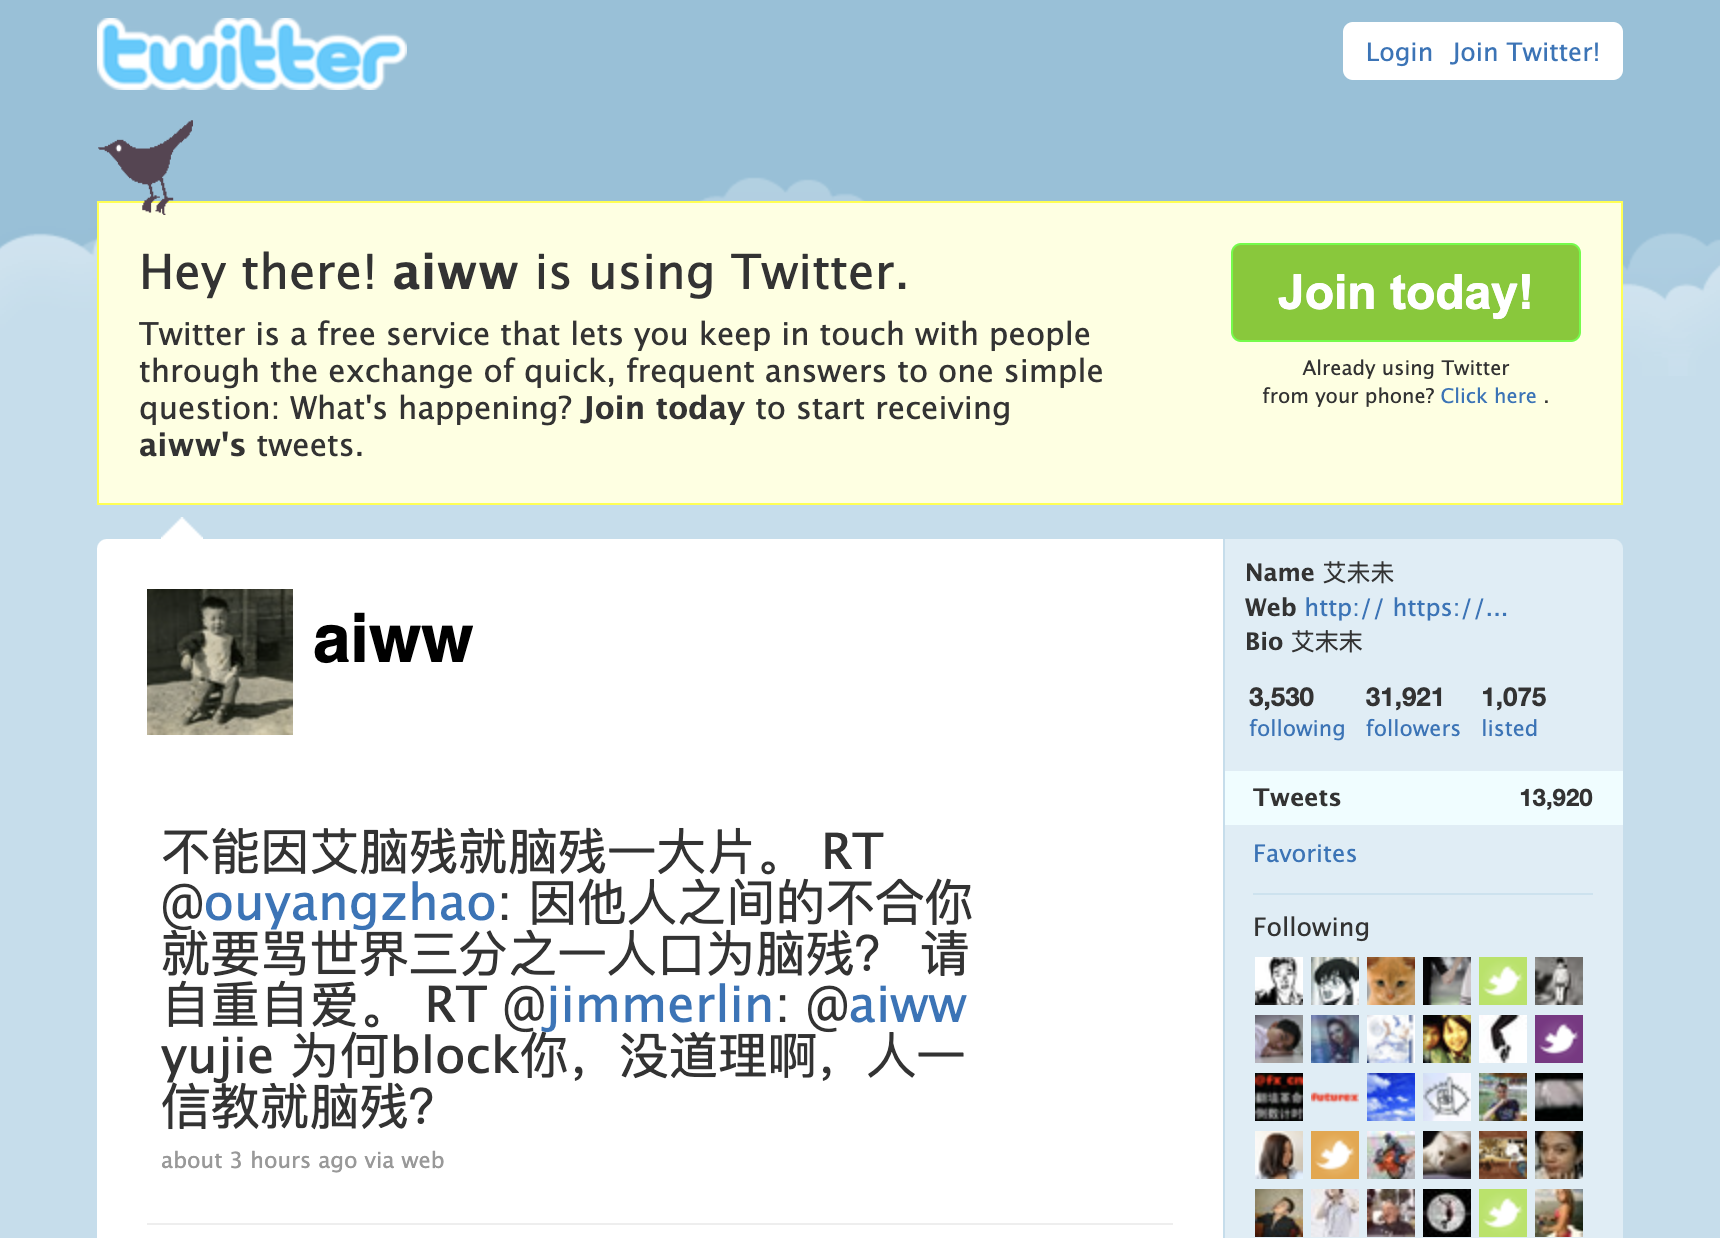 twitter
Login Join Twitter!
Hey there! aiww is using Twitter.
Twitter is a free service that lets you keep in touch with people
through the exchange of quick, frequent answers to one simple
question: What's happening? Join today to start receiving
aiww's tweets.
Join today!
Already using Twitter
from your phone? Click here .
aiww
不能因艾脑残就脑残一大片。 RT
@ouyangzhao: 因他人之间的不合你
就要骂世界三分之一人口为脑残? 请
自重自爱。 RT @jimmerlin: @aiww
yujie 为何block你，没道理啊，人一
信教就脑残?
about 3 hours ago via web
Name 艾未未
Web http:// https://...
Bio 艾末末
3,530 31,921 1,075
following followers listed
Tweets 13,920
Favorites
Following
@fx cn
futurex